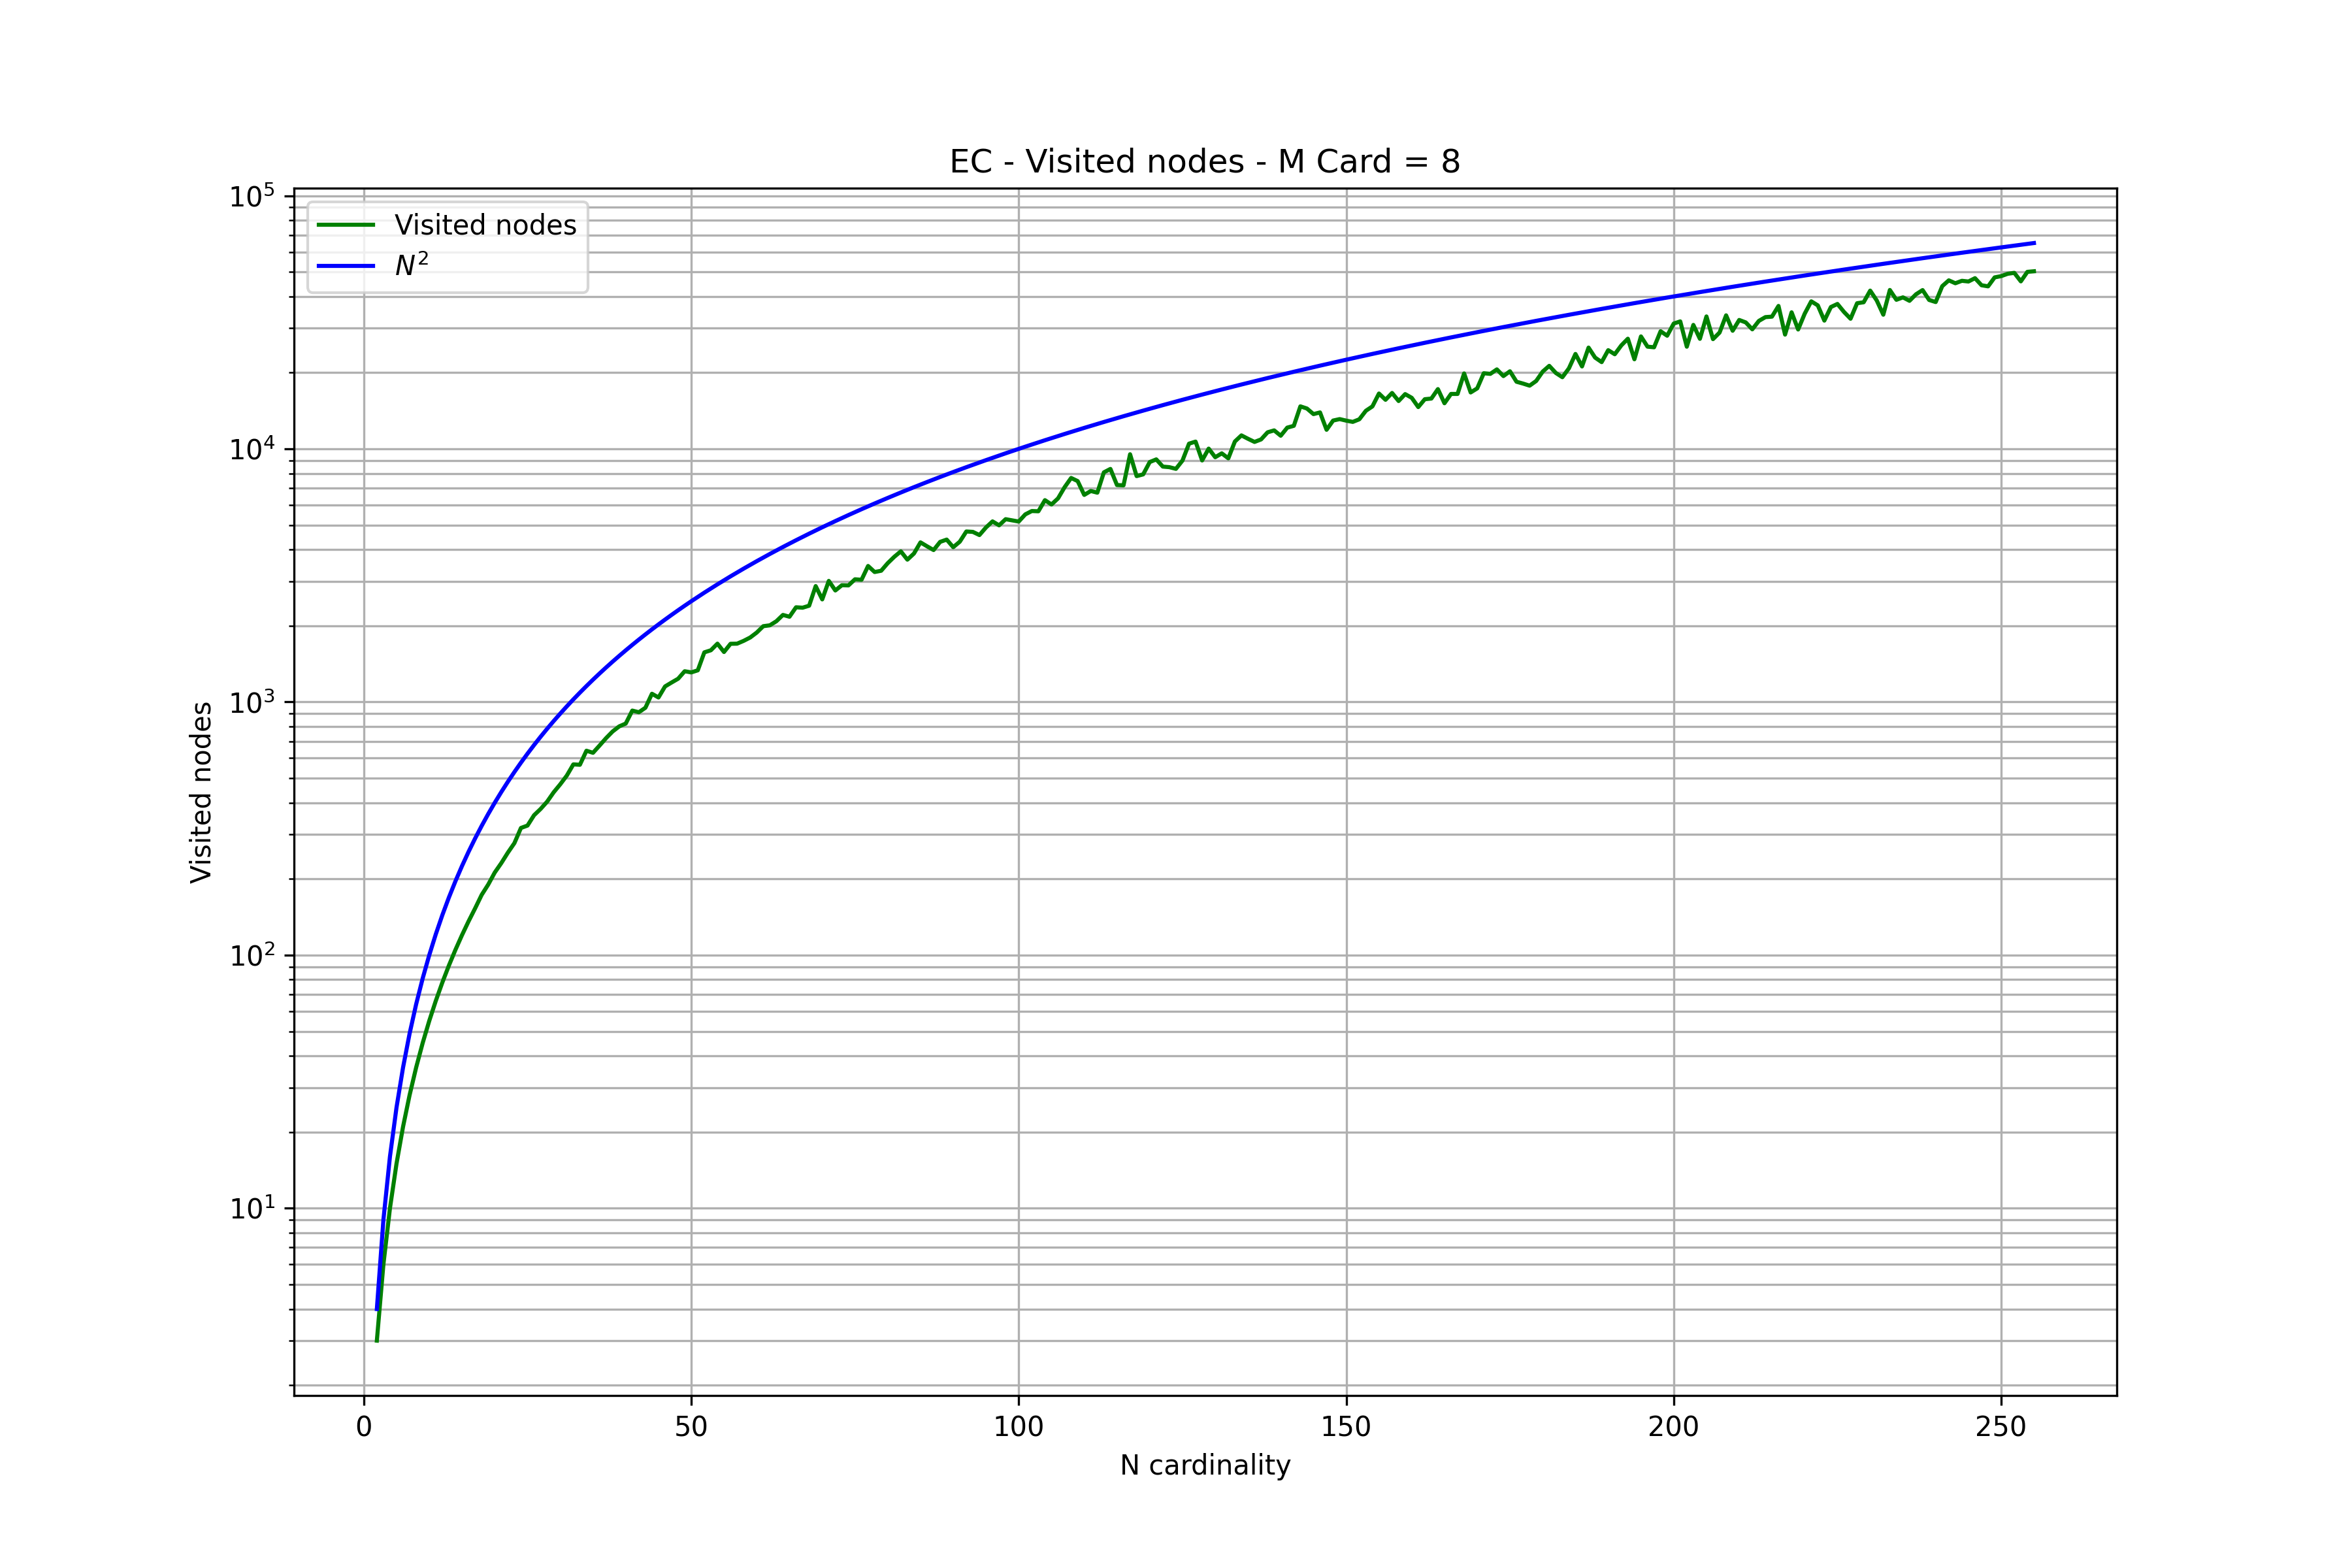 EC - Visited nodes - M Card = 8
Visited nodes
N²
10⁵
10⁴
10³
10²
10¹
Visited nodes
0 50 100 150 200 250
N cardinality